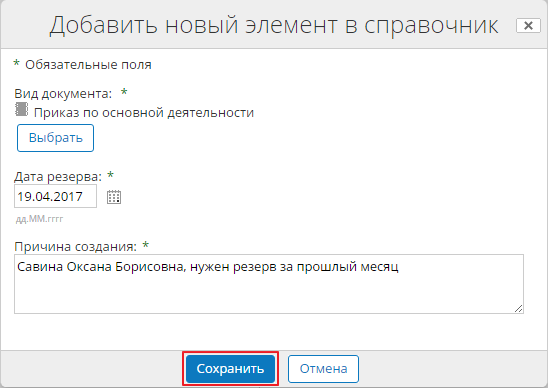 Добавить новый элемент в справочник
* Обязательные поля
Вид документа: *
Приказ по основной деятельности
Выбрать
Дата резерва: *
19.04.2017
дд.ММ.гггг
Причина создания: *
Савина Оксана Борисовна, нужен резерв за прошлый месяц
Сохранить Отмена